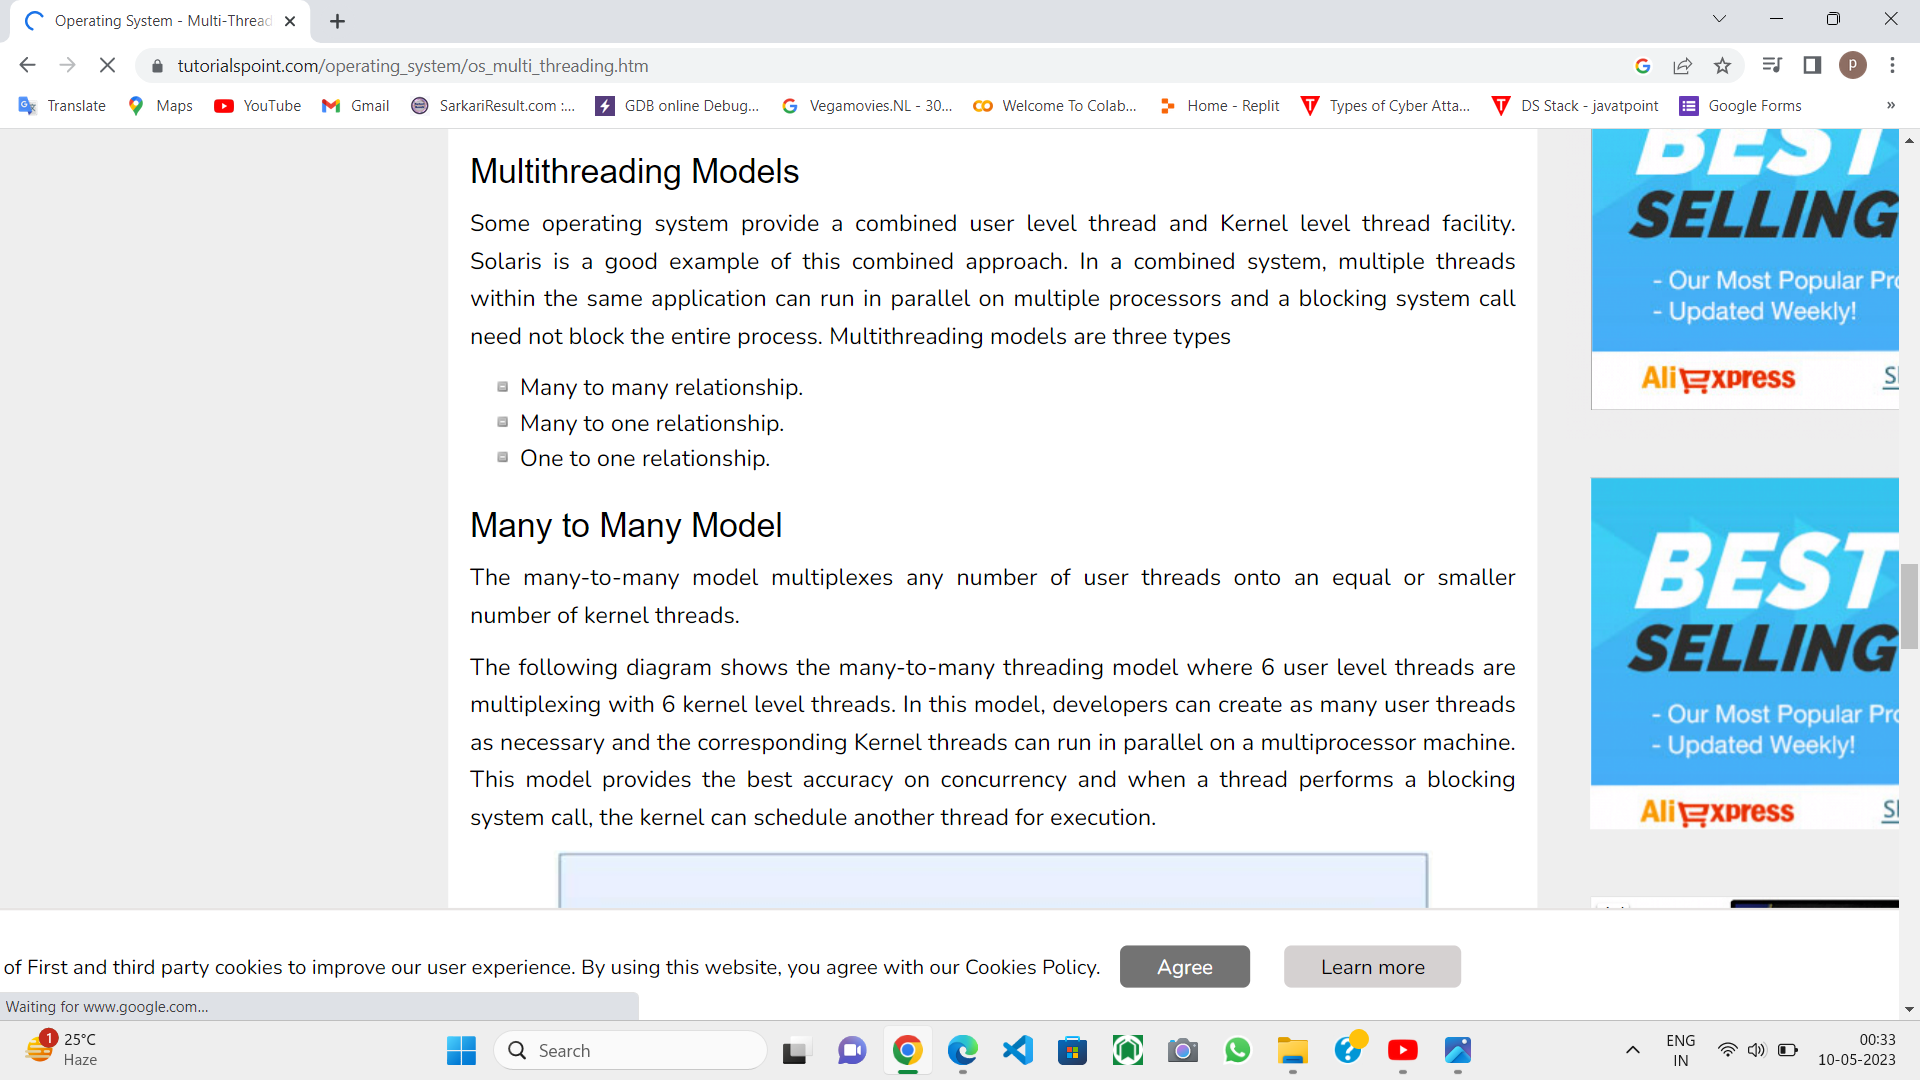 Operating System - Multi-Thread
tutorialspoint.com/operating_system/os_multi_threading.htm
P
Translate
Maps
YouTube
Gmail
SarkariResult.com :...
GDB online Debug...
Vegamovies.NL - 30...
Welcome To Colab...
Home - Replit
Types of Cyber Atta...
DS Stack - javatpoint
Google Forms
»
Multithreading Models
Some operating system provide a combined user level thread and Kernel level thread facility.
Solaris is a good example of this combined approach. In a combined system, multiple threads
within the same application can run in parallel on multiple processors and a blocking system call
need not block the entire process. Multithreading models are three types
Many to many relationship.
Many to one relationship.
One to one relationship.
Many to Many Model
The many-to-many model multiplexes any number of user threads onto an equal or smaller
number of kernel threads.
The following diagram shows the many-to-many threading model where 6 user level threads are
multiplexing with 6 kernel level threads. In this model, developers can create as many user threads
as necessary and the corresponding Kernel threads can run in parallel on a multiprocessor machine.
This model provides the best accuracy on concurrency and when a thread performs a blocking
system call, the kernel can schedule another thread for execution.
BEST
SELLING
- Our Most Popular Pro
- Updated Weekly!
AliExpress
BEST
SELLING
- Our Most Popular Pro
- Updated Weekly!
AliExpress
of First and third party cookies to improve our user experience. By using this website, you agree with our Cookies Policy.
Agree
Learn more
Waiting for www.google.com...
1
25°C
Haze
Search
ENG
IN
00:33
10-05-2023